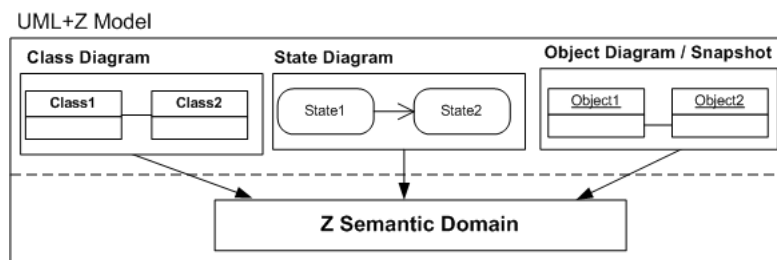 UML+Z Model
Class Diagram
State Diagram
Object Diagram / Snapshot
Class1
Class2
State1
State2
Object1
Object2
Z Semantic Domain